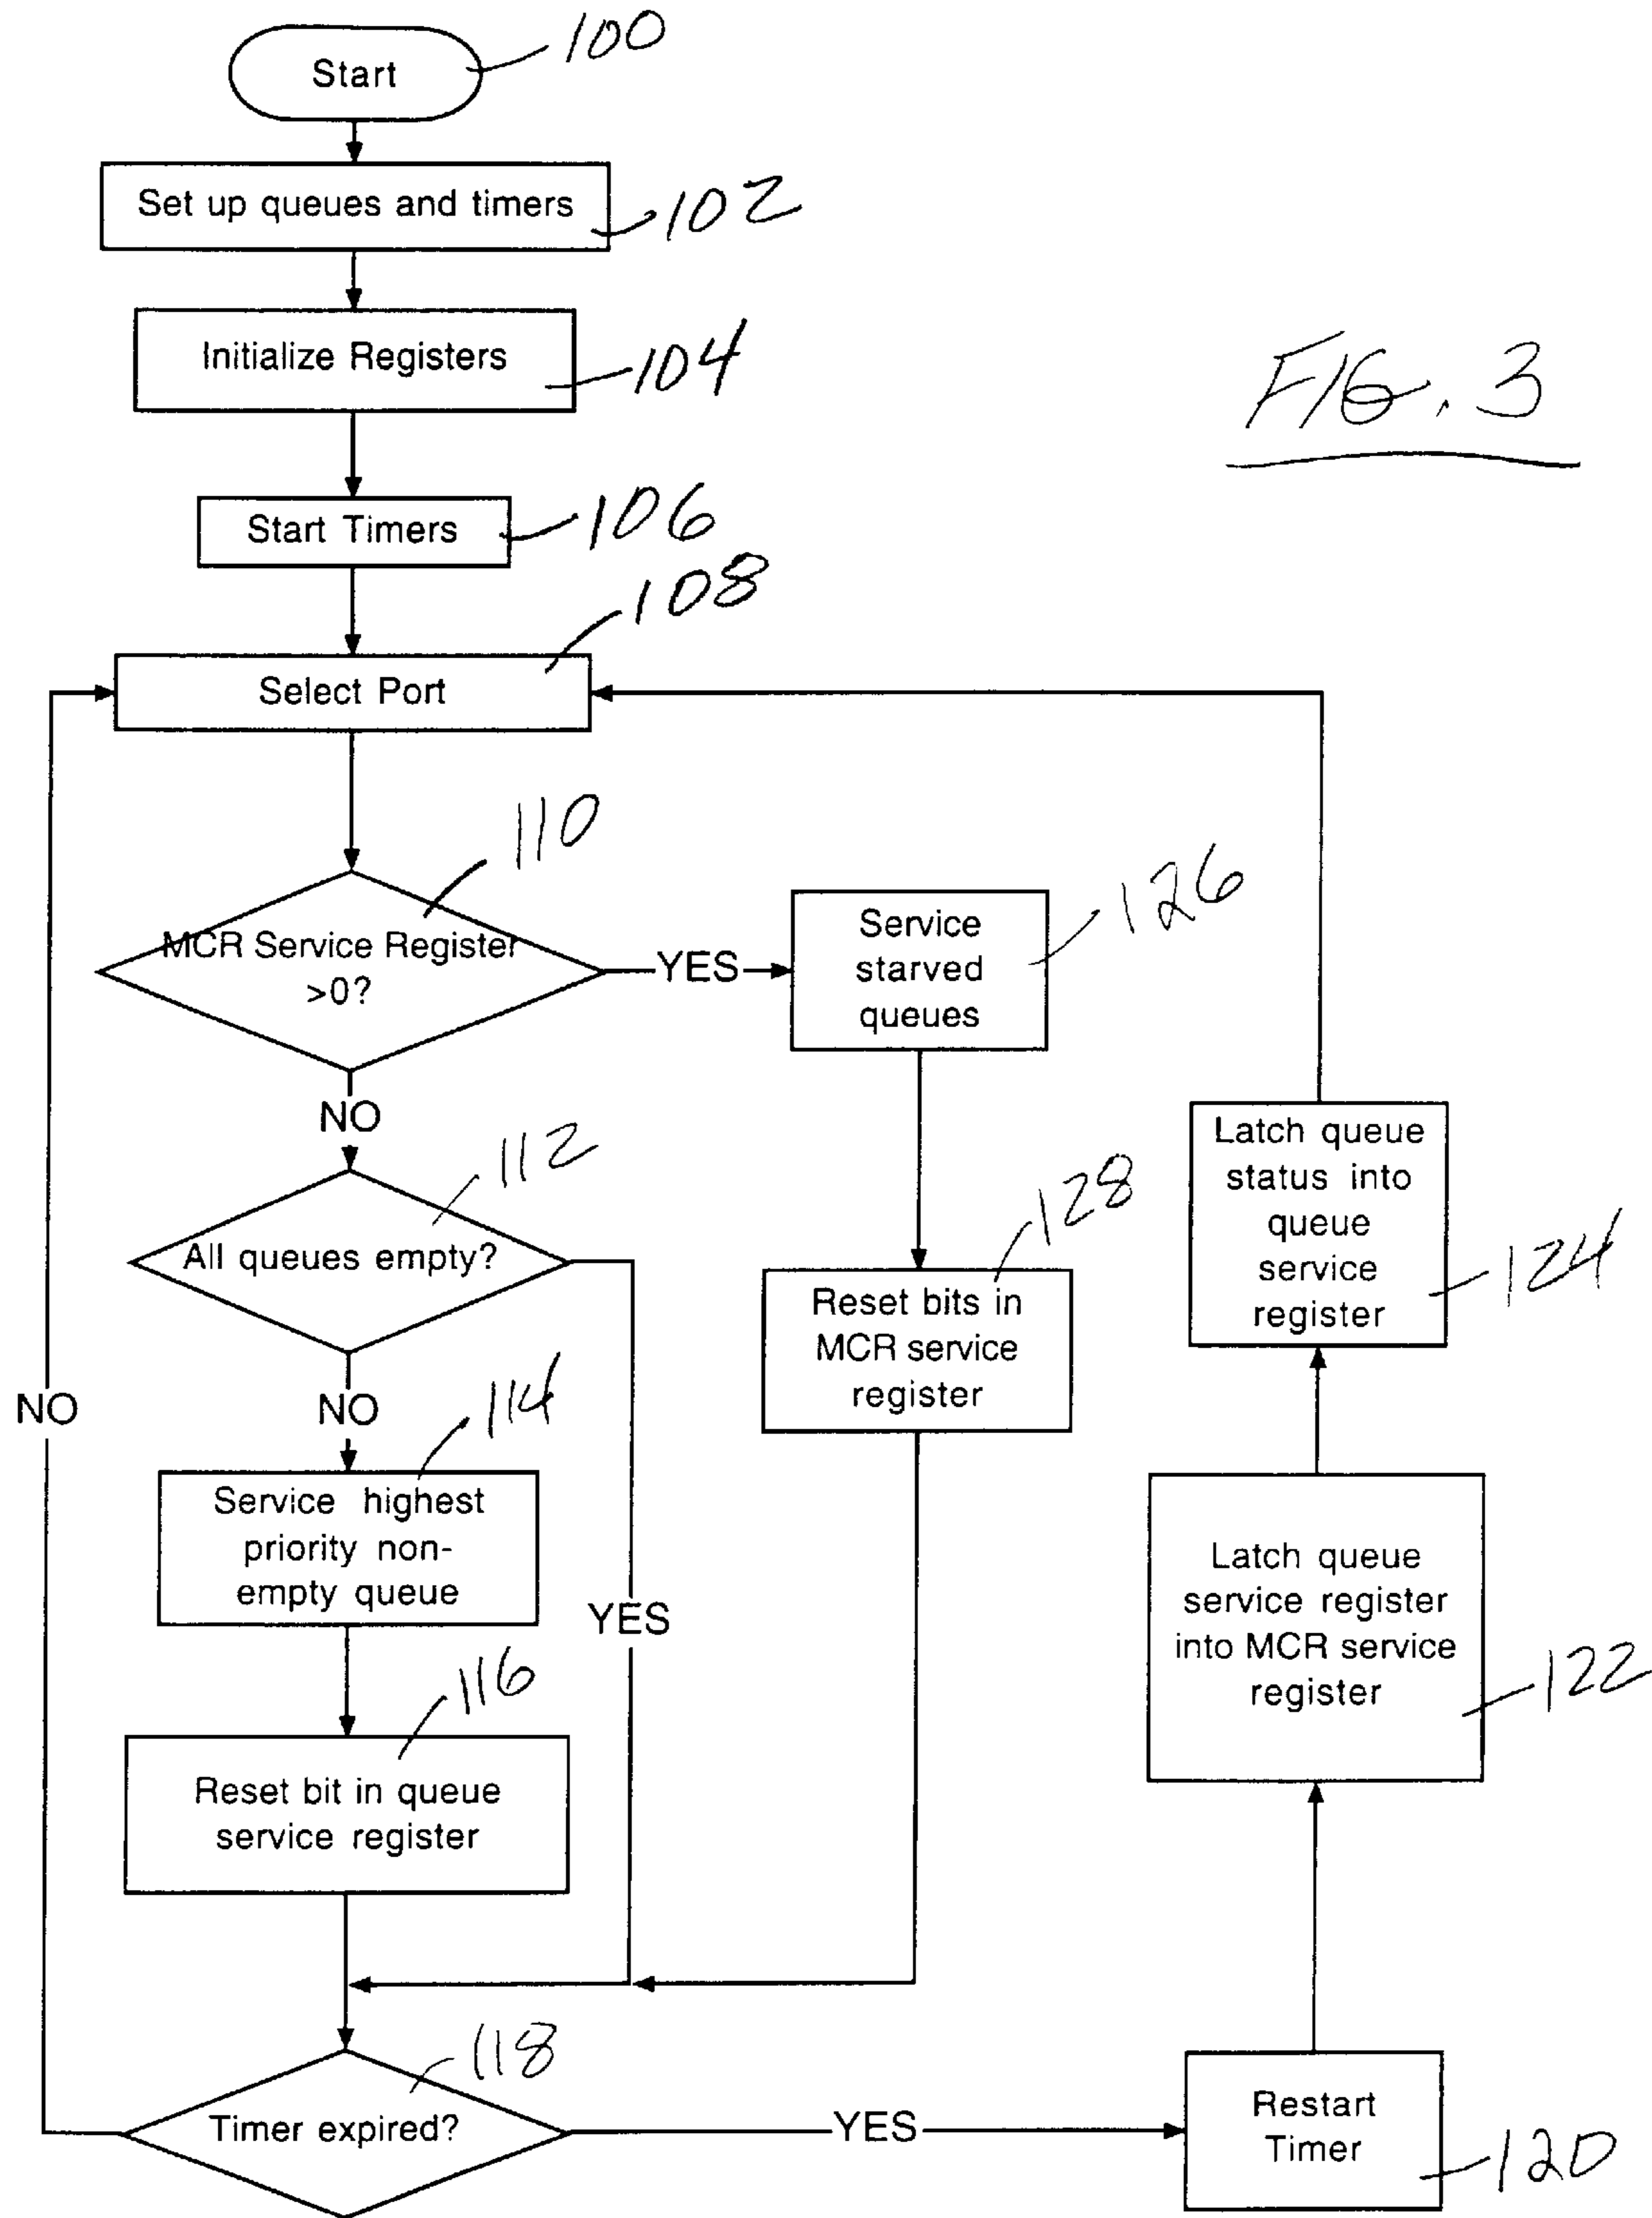 Start
100
Set up queues and timers
102
Initialize Registers
104
FIG. 3
Start Timers
106
108
Select Port
110
MCR Service Register
>0?
YES
Service
starved
queues
126
NO
112
All queues empty?
Latch queue
status into
queue
service
register
124
128
Reset bits in
MCR service
register
NO
NO
114
Service highest
priority non-
empty queue
YES
Latch queue
service register
into MCR service
register
122
116
Reset bit in queue
service register
118
Timer expired?
YES
Restart
Timer
120